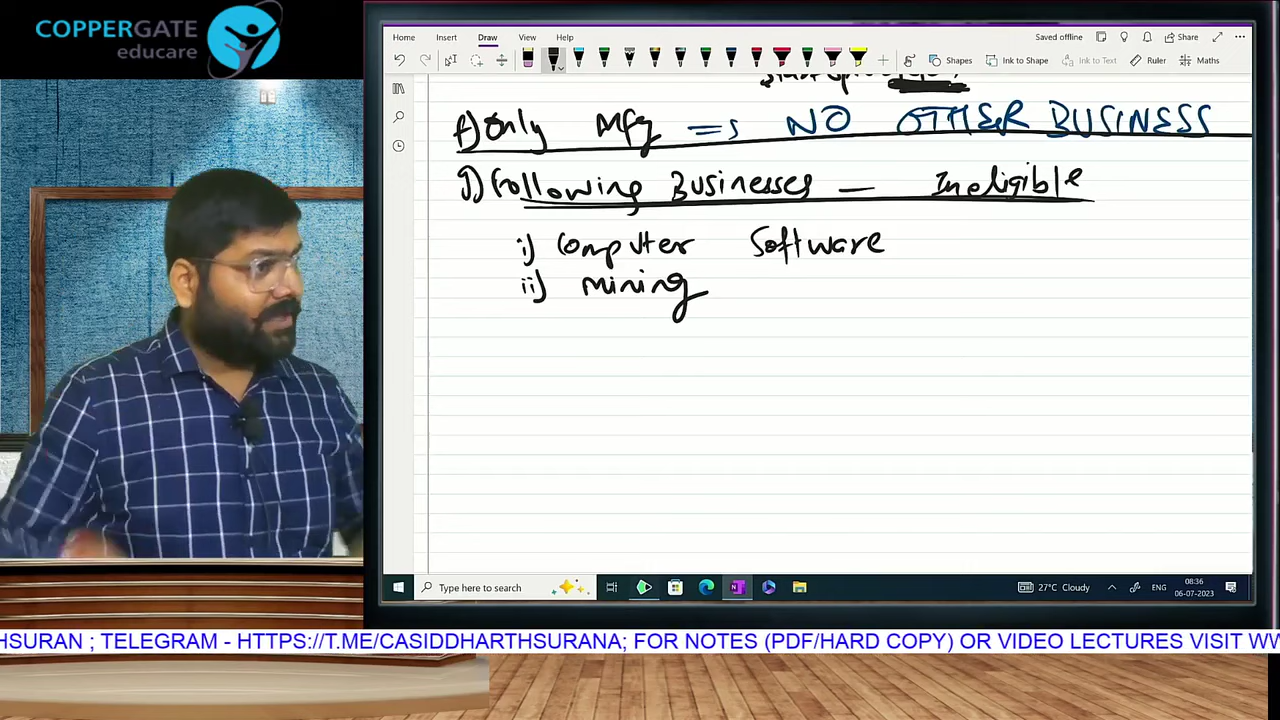 COPPERGATE
educare
Home Insert Draw View Help
Saved offline
Share
Shapes
Ink to Shape
Ink to Text
Ruler
Maths
f) Only Mfg => NO OTHER BUSINESS
g) Following Businesses — Ineligible
i) Computer Software
ii) mining
Type here to search
27°C Cloudy
ENG
08:36
06-07-2023
HSURAN ; TELEGRAM - HTTPS://T.ME/CASIDDHARTHSURANA; FOR NOTES (PDF/HARD COPY) OR VIDEO LECTURES VISIT WW